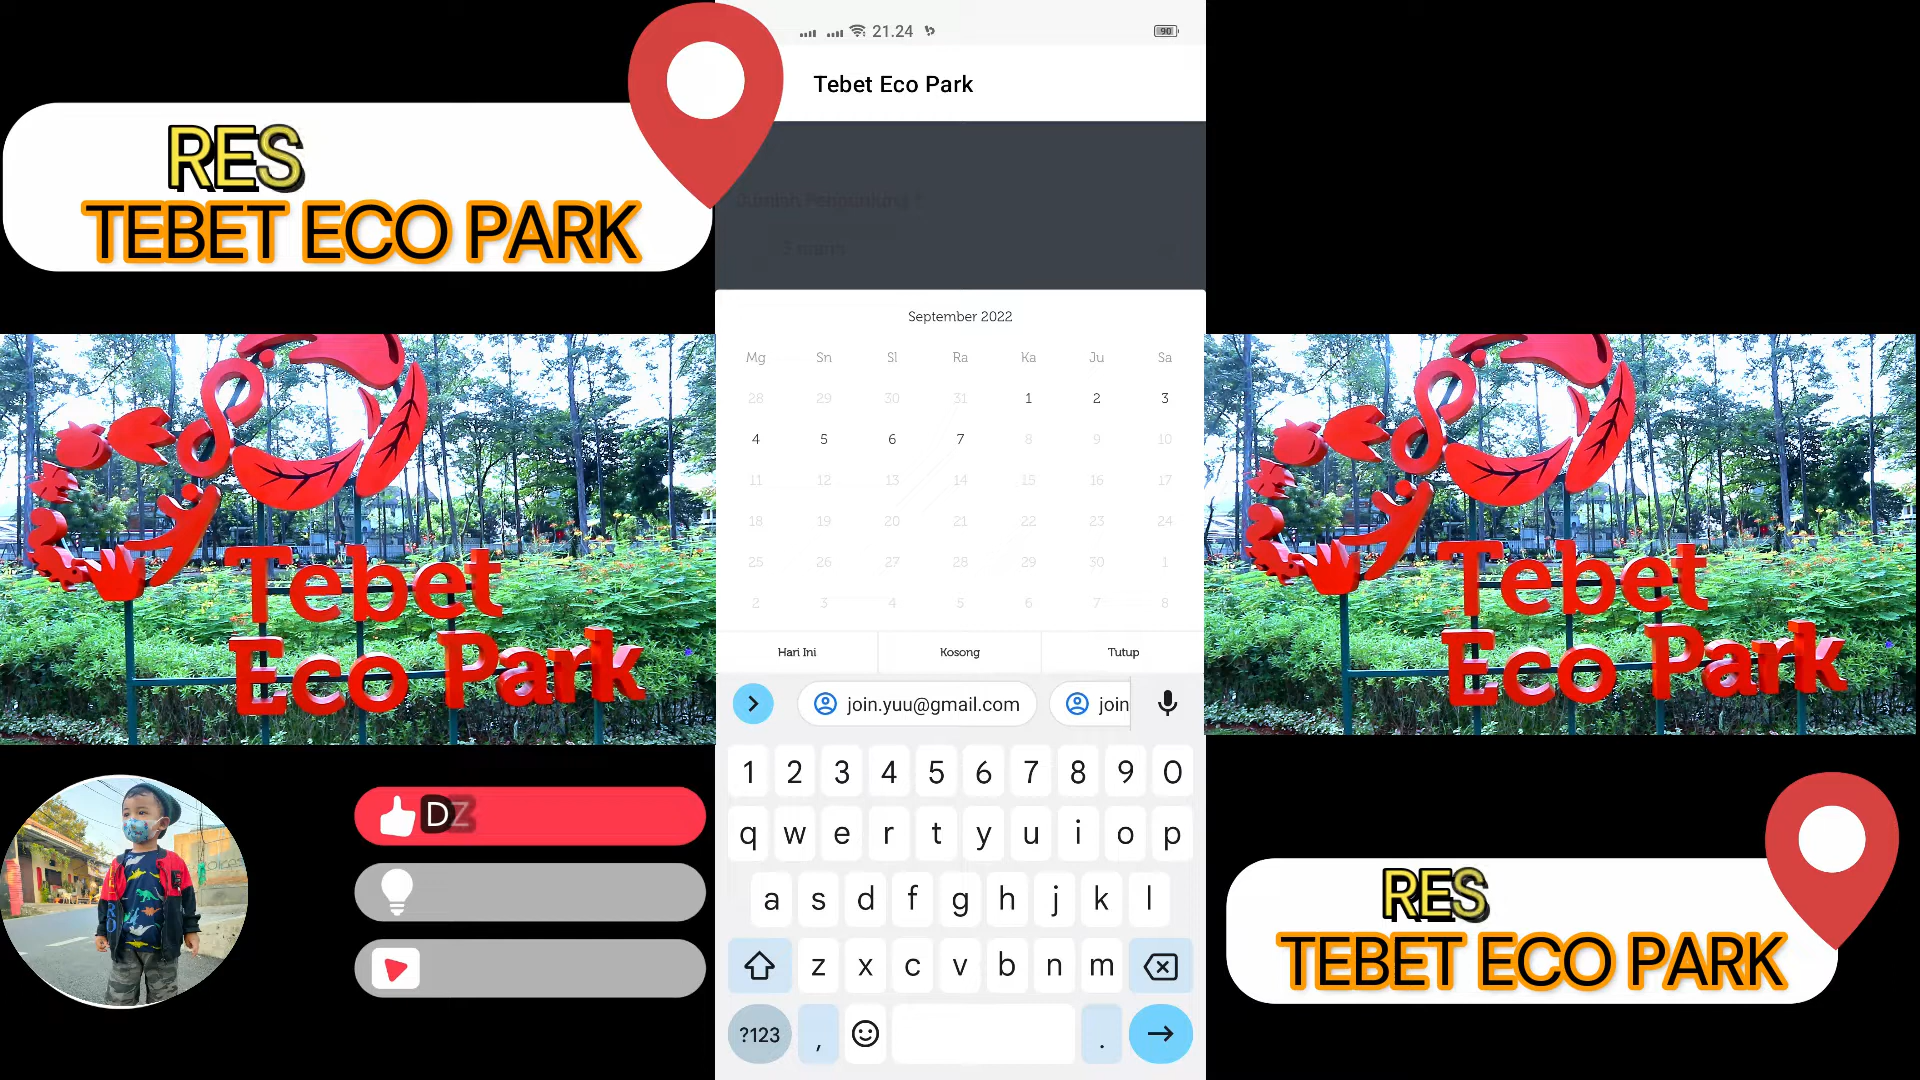 RES
TEBET ECO PARK
21.24
90
Tebet Eco Park
Jumlah Pengunjung *
September 2022
Mg Sn Sl Ra Ka Ju Sa
28 29 30 31 1 2 3
4 5 6 7 8 9 10
11 12 13 14 15 16 17
18 19 20 21 22 23 24
25 26 27 28 29 30 1
2 3 4 5 6 7 8
Hari Ini Kosong Tutup
join.yuu@gmail.com join
1 2 3 4 5 6 7 8 9 0
q w e r t y u i o p
a s d f g h j k l
z x c v b n m
?123 , .
Tebet
Eco Park
DZ
Tebet
Eco Park
RES
TEBET ECO PARK